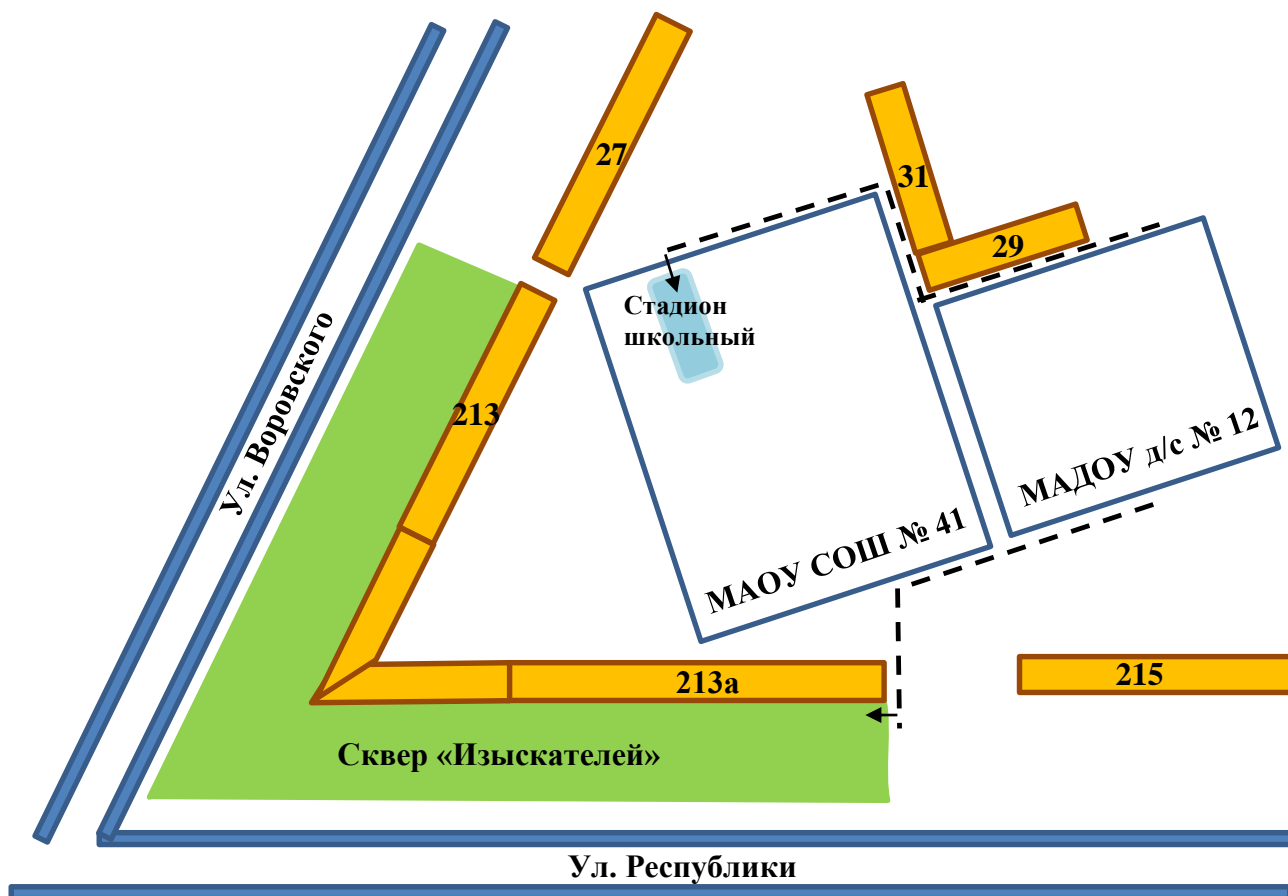 27
31
29
Стадион
школьный
213
Ул. Воровского
МАДОУ д/с № 12
МАОУ СОШ № 41
213а
215
Сквер «Изыскателей»
Ул. Республики